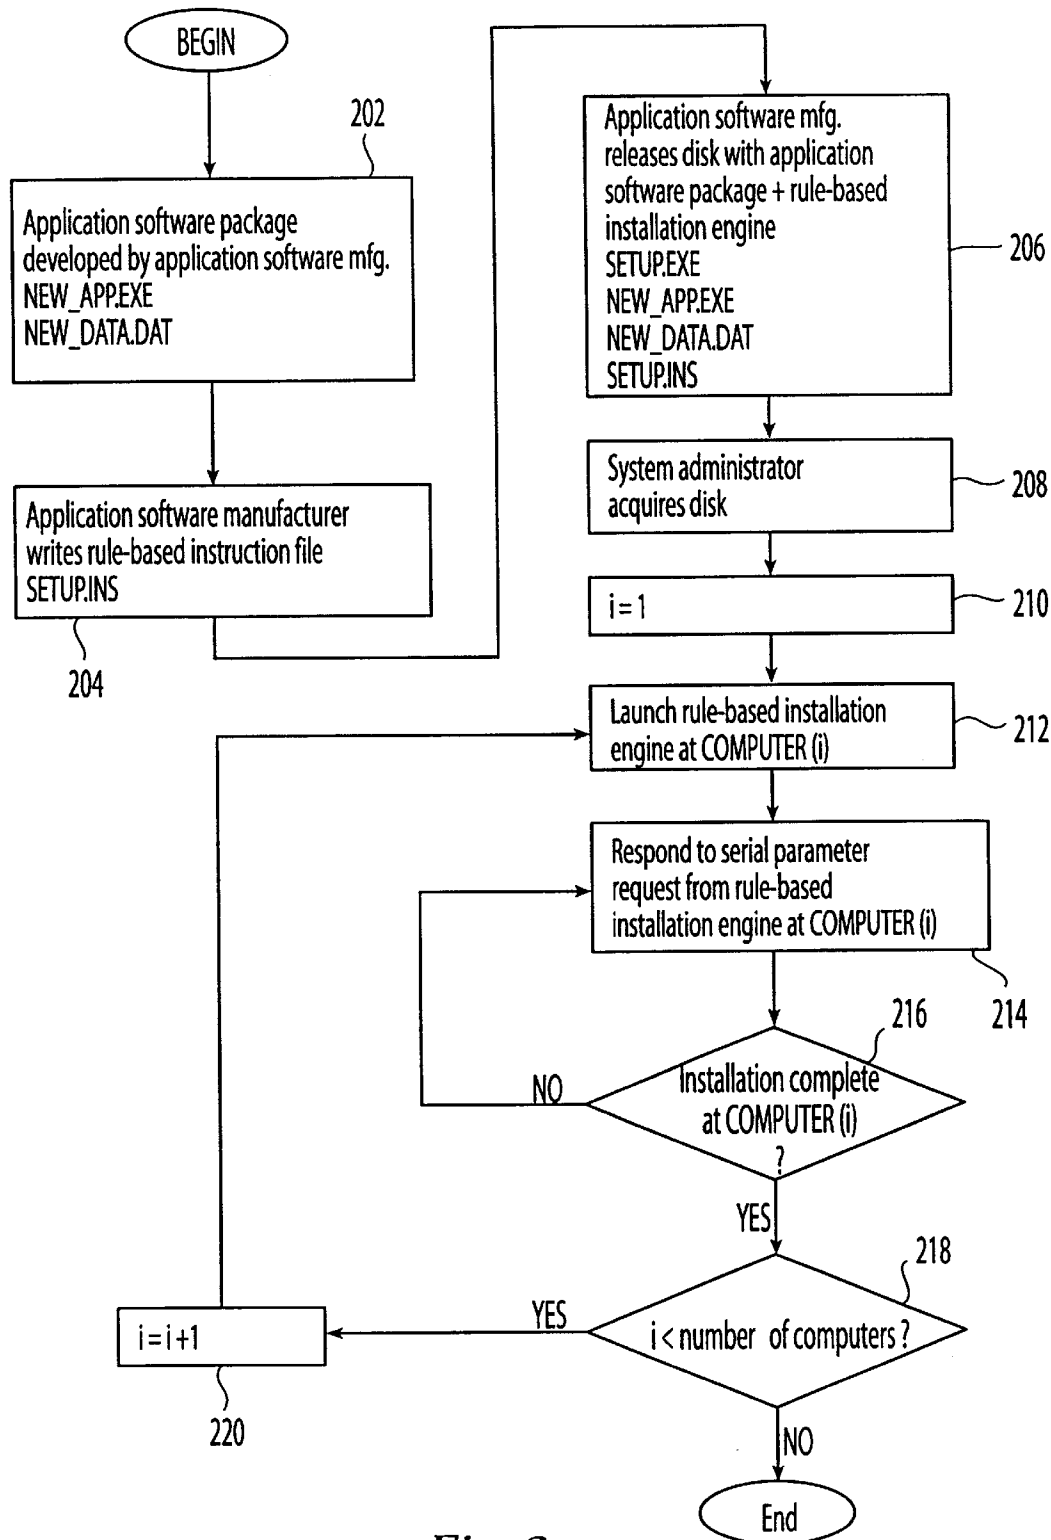 BEGIN
202
Application software package
developed by application software mfg.
NEW_APP.EXE
NEW_DATA.DAT
Application software manufacturer
writes rule-based instruction file
SETUP.INS
204
Application software mfg.
releases disk with application
software package + rule-based
installation engine
SETUP.EXE
NEW_APP.EXE
NEW_DATA.DAT
SETUP.INS
206
System administrator
acquires disk
208
i = 1
210
Launch rule-based installation
engine at COMPUTER (i)
212
Respond to serial parameter
request from rule-based
installation engine at COMPUTER (i)
214
216
Installation complete
at COMPUTER (i)
?
NO
YES
218
i < number of computers ?
YES
i = i +1
220
NO
End